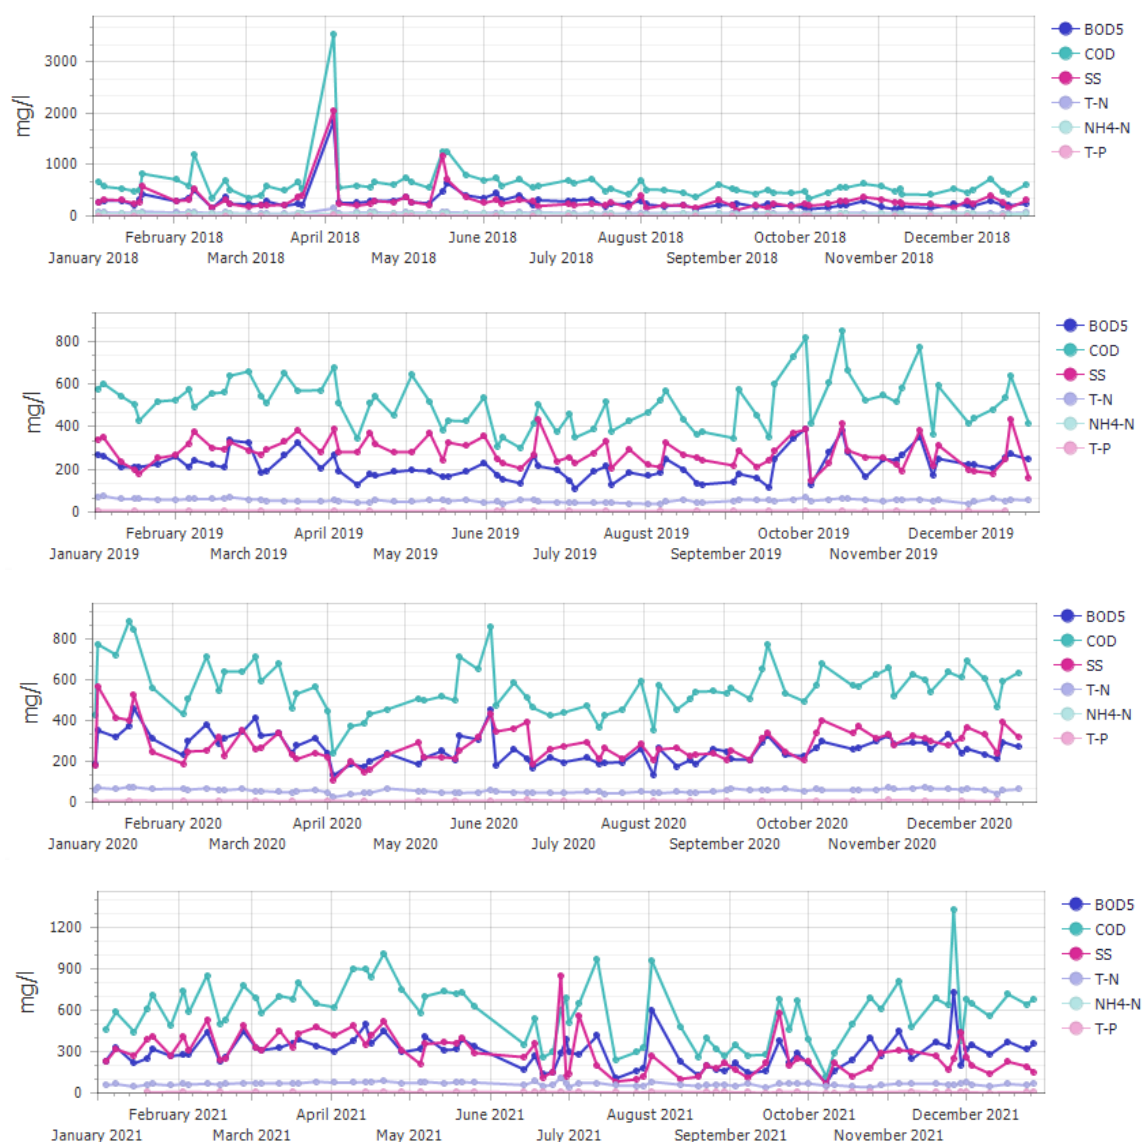 mg/l
3000
2000
1000
0
February 2018 April 2018 June 2018 August 2018 October 2018 December 2018
January 2018 March 2018 May 2018 July 2018 September 2018 November 2018
BOD5
COD
SS
T-N
NH4-N
T-P
mg/l
800
600
400
200
0
February 2019 April 2019 June 2019 August 2019 October 2019 December 2019
January 2019 March 2019 May 2019 July 2019 September 2019 November 2019
BOD5
COD
SS
T-N
NH4-N
T-P
mg/l
800
600
400
200
0
February 2020 April 2020 June 2020 August 2020 October 2020 December 2020
January 2020 March 2020 May 2020 July 2020 September 2020 November 2020
BOD5
COD
SS
T-N
NH4-N
T-P
mg/l
1200
900
600
300
0
February 2021 April 2021 June 2021 August 2021 October 2021 December 2021
January 2021 March 2021 May 2021 July 2021 September 2021 November 2021
BOD5
COD
SS
T-N
NH4-N
T-P